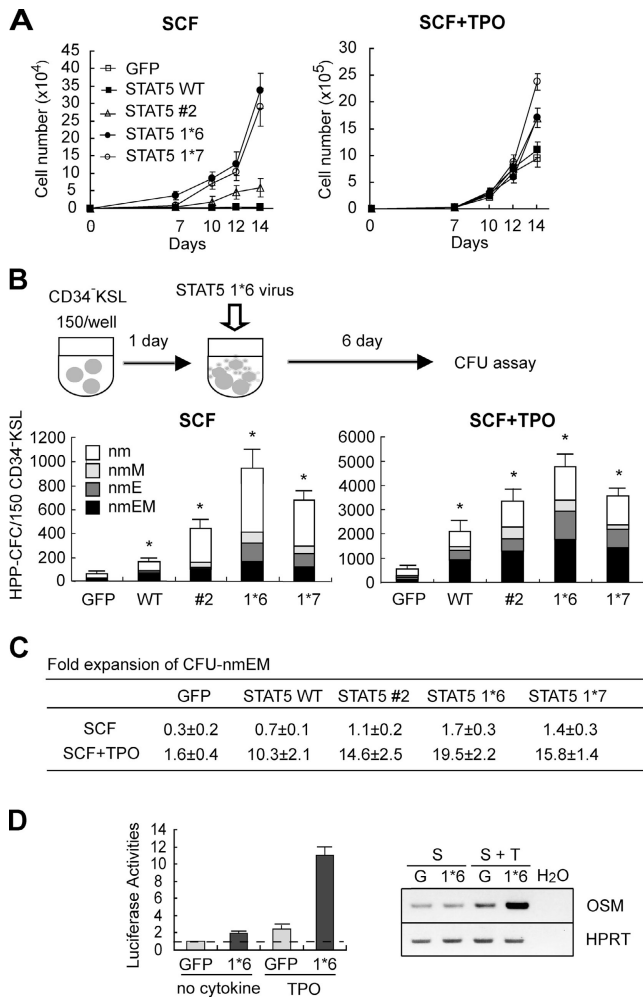 A
SCF
SCF+TPO
Cell number (x10⁴)
45
40
35
30
25
20
15
10
5
0
GFP
STAT5 WT
STAT5 #2
STAT5 1*6
STAT5 1*7
0 7 10 12 14
Days
Cell number (x10⁵)
30
25
20
15
10
5
0
0 7 10 12 14
Days
B
CD34⁻KSL
150/well
1 day
STAT5 1*6 virus
6 day
CFU assay
SCF
SCF+TPO
HPP-CFC/150 CD34⁻KSL
1200
1000
800
600
400
200
0
nm
nmM
nmE
nmEM
* * * *
GFP WT #2 1*6 1*7
6000
5000
4000
3000
2000
1000
0
* * * *
GFP WT #2 1*6 1*7
C
Fold expansion of CFU-nmEM
GFP STAT5 WT STAT5 #2 STAT5 1*6 STAT5 1*7
SCF 0.3±0.2 0.7±0.1 1.1±0.2 1.7±0.3 1.4±0.3
SCF+TPO 1.6±0.4 10.3±2.1 14.6±2.5 19.5±2.2 15.8±1.4
D
Luciferase Activities
14
12
10
8
6
4
2
0
GFP 1*6 GFP 1*6
no cytokine TPO
S S + T
G 1*6 G 1*6 H₂O
OSM
HPRT